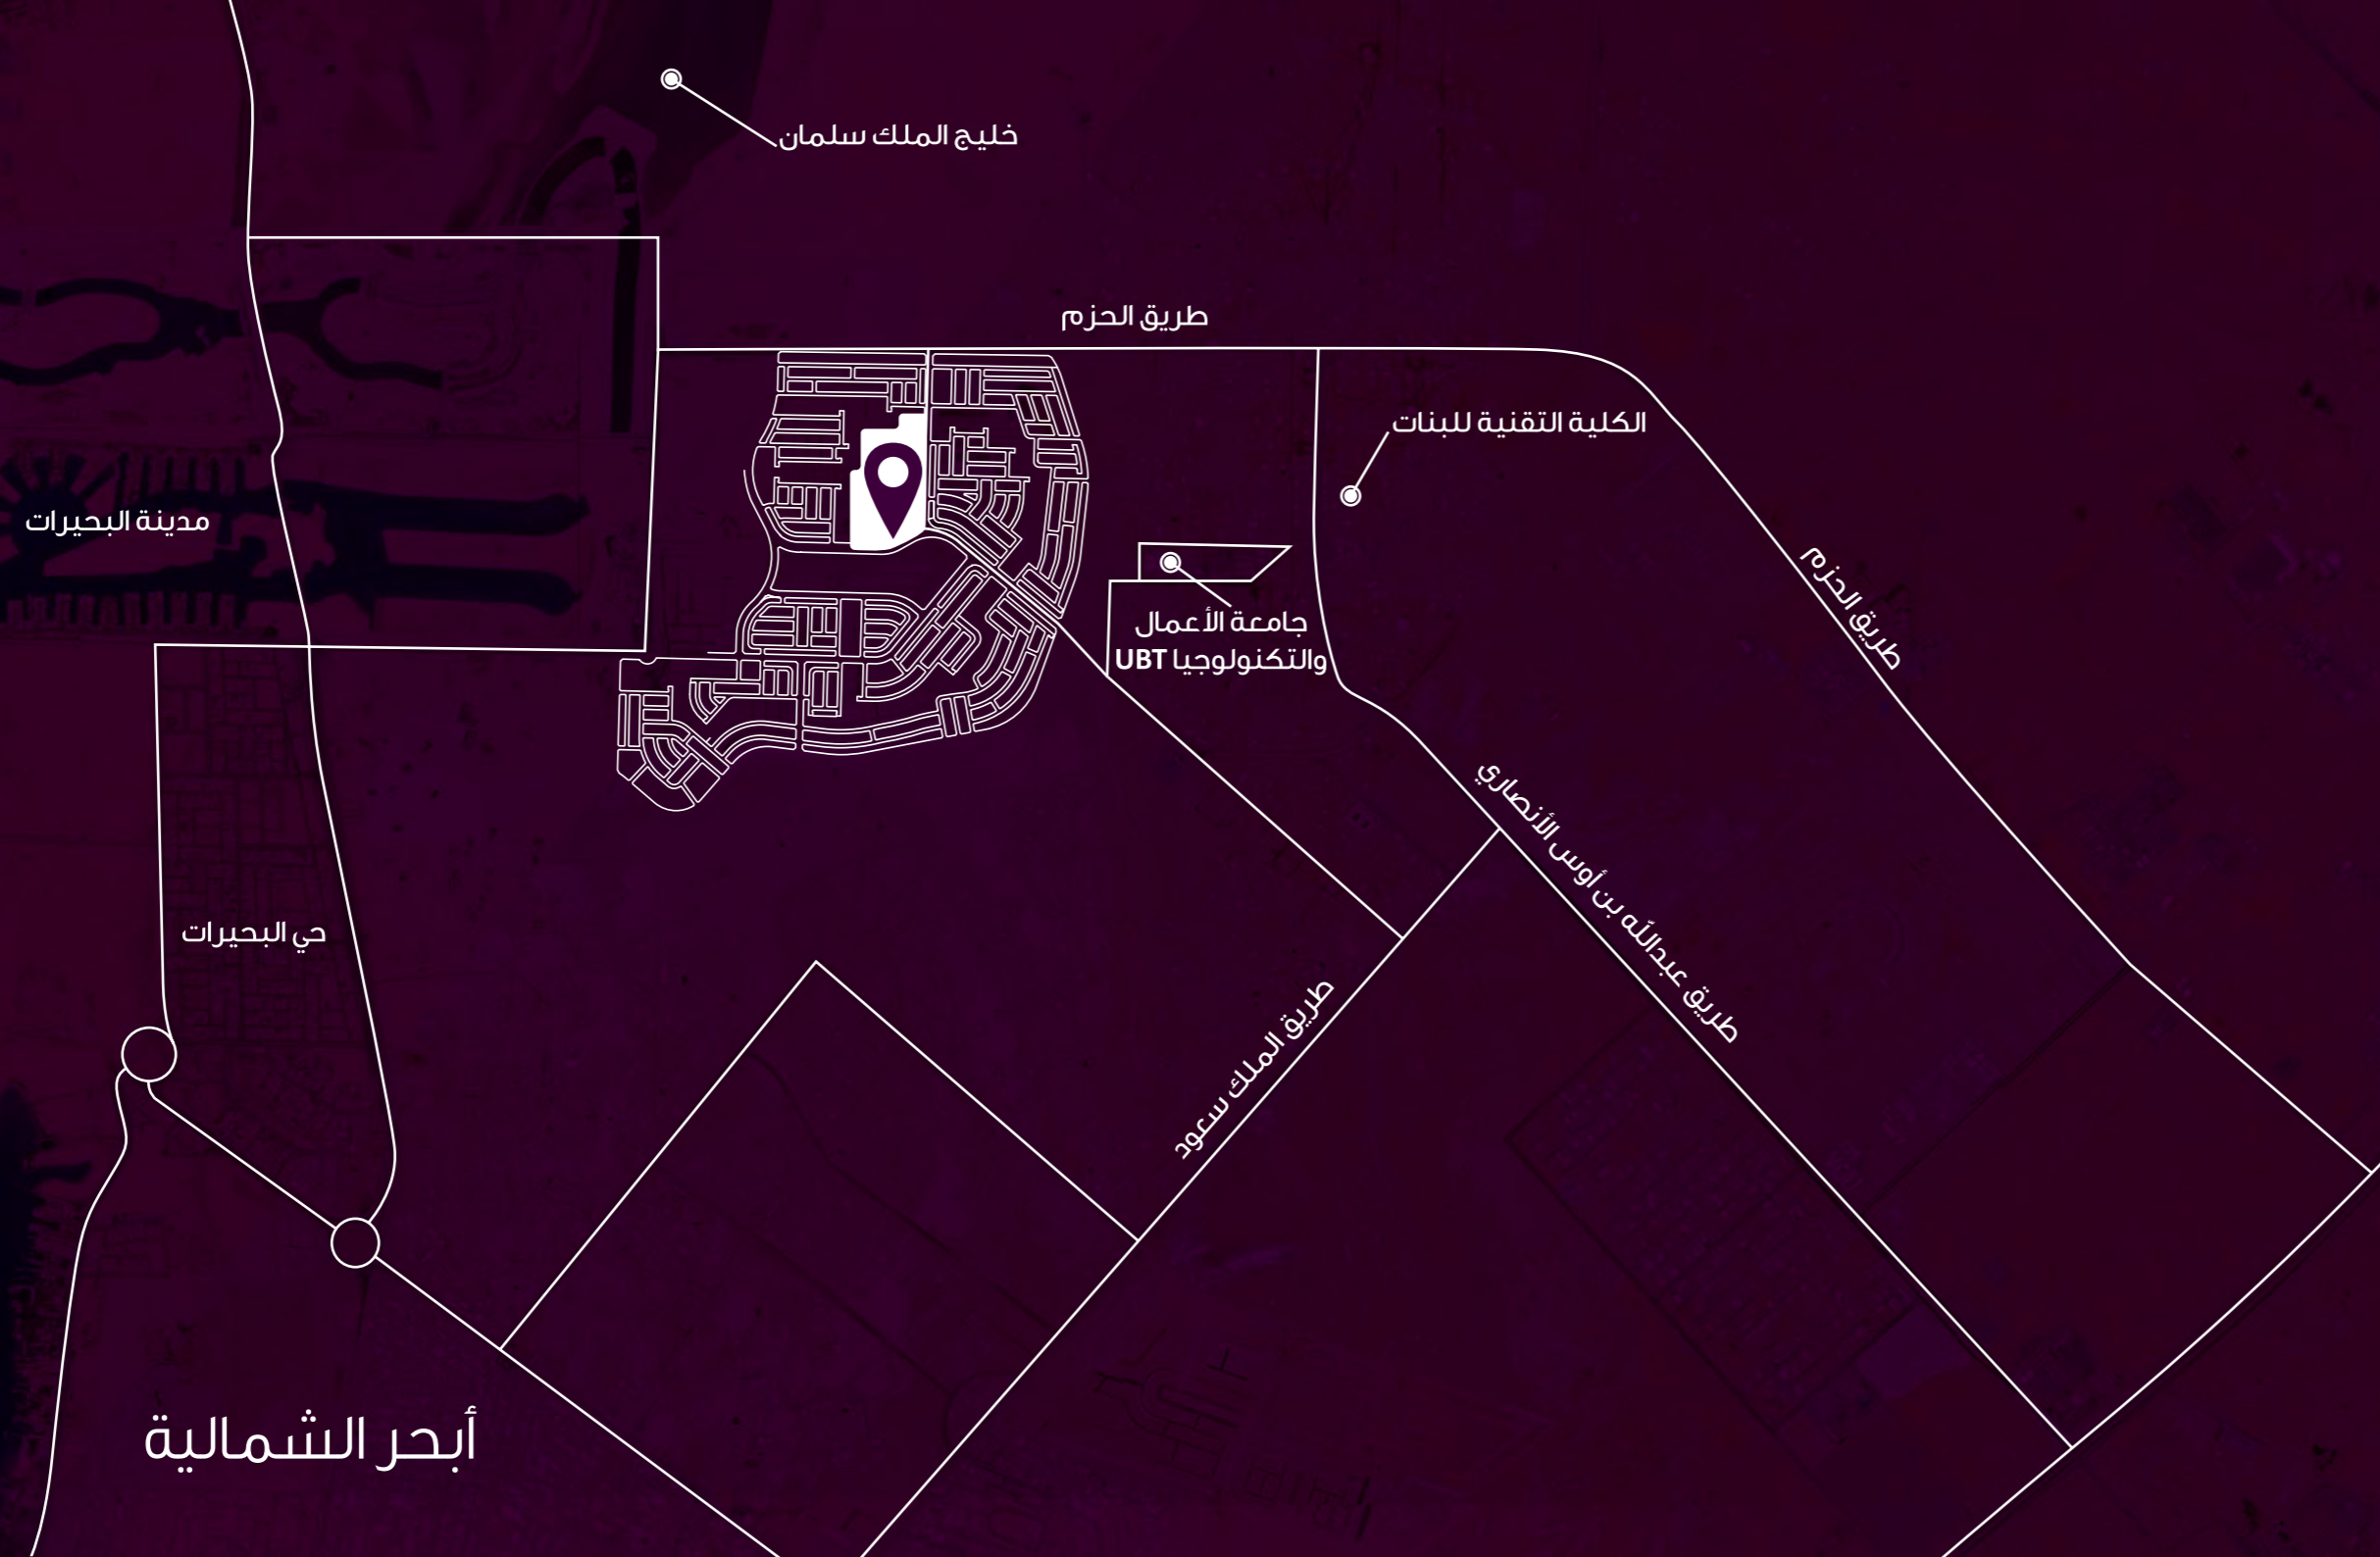 خليج الملك سلمان
طريق الحزم
الكلية التقنية للبنات
مدينة البحيرات
جامعة الأعمال
والتكنولوجيا UBT
طريق الحزم
طريق عبدالله بن أوس الأنصاري
حي البحيرات
طريق الملك سعود
أبحر الشمالية